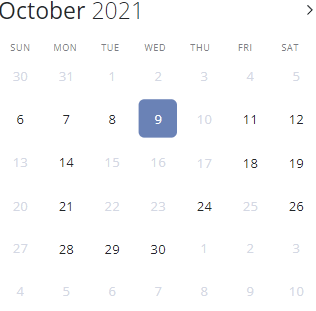 October 2021
SUN MON TUE WED THU FRI SAT
30 31 1 2 3 4 5
6 7 8 9 10 11 12
13 14 15 16 17 18 19
20 21 22 23 24 25 26
27 28 29 30 1 2 3
4 5 6 7 8 9 10